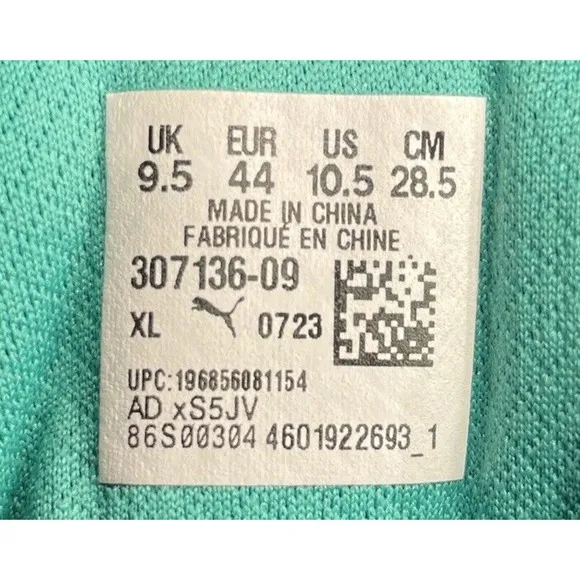 UK EUR US CM
9.5 44 10.5 28.5
MADE IN CHINA
FABRIQUÉ EN CHINE
307136-09
XL 0723
UPC:196856081154
AD xS5JV
86S00304 4601922693_1